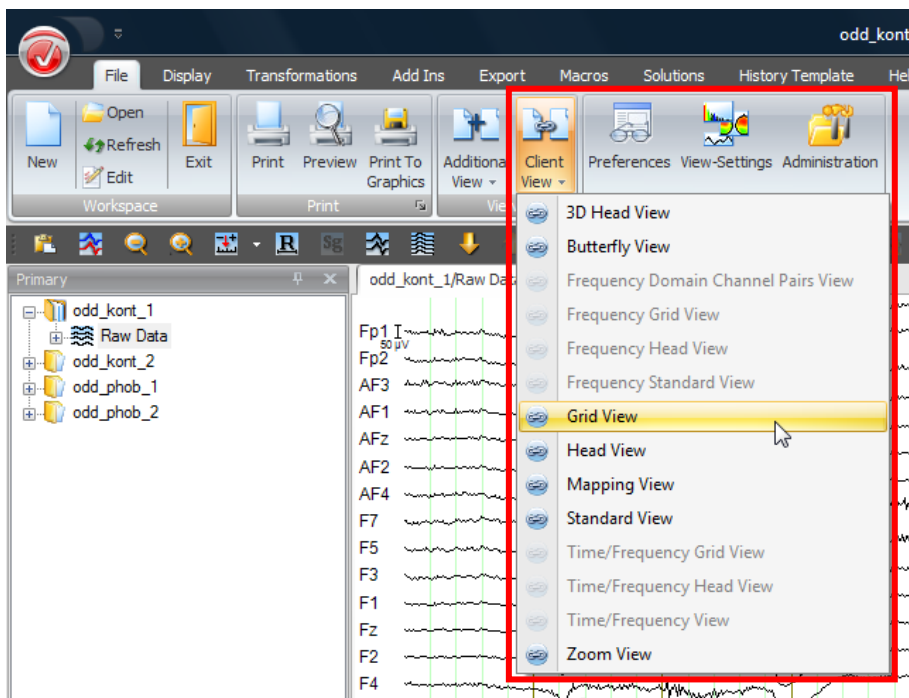 odd_kont
File Display Transformations Add Ins Export Macros Solutions History Template
New
Open
Refresh
Edit
Exit
Workspace
Print Preview Print To
Graphics
Print
Additiona
View
Client
View
Preferences View-Settings Administration
R Sg
Primary
odd_kont_1
Raw Data
odd_kont_2
odd_phob_1
odd_phob_2
odd_kont_1/Raw Dat
Fp1
50 µV
Fp2
AF3
AF1
AFz
AF2
AF4
F7
F5
F3
F1
Fz
F2
F4
3D Head View
Butterfly View
Frequency Domain Channel Pairs View
Frequency Grid View
Frequency Head View
Frequency Standard View
Grid View
Head View
Mapping View
Standard View
Time/Frequency Grid View
Time/Frequency Head View
Time/Frequency View
Zoom View